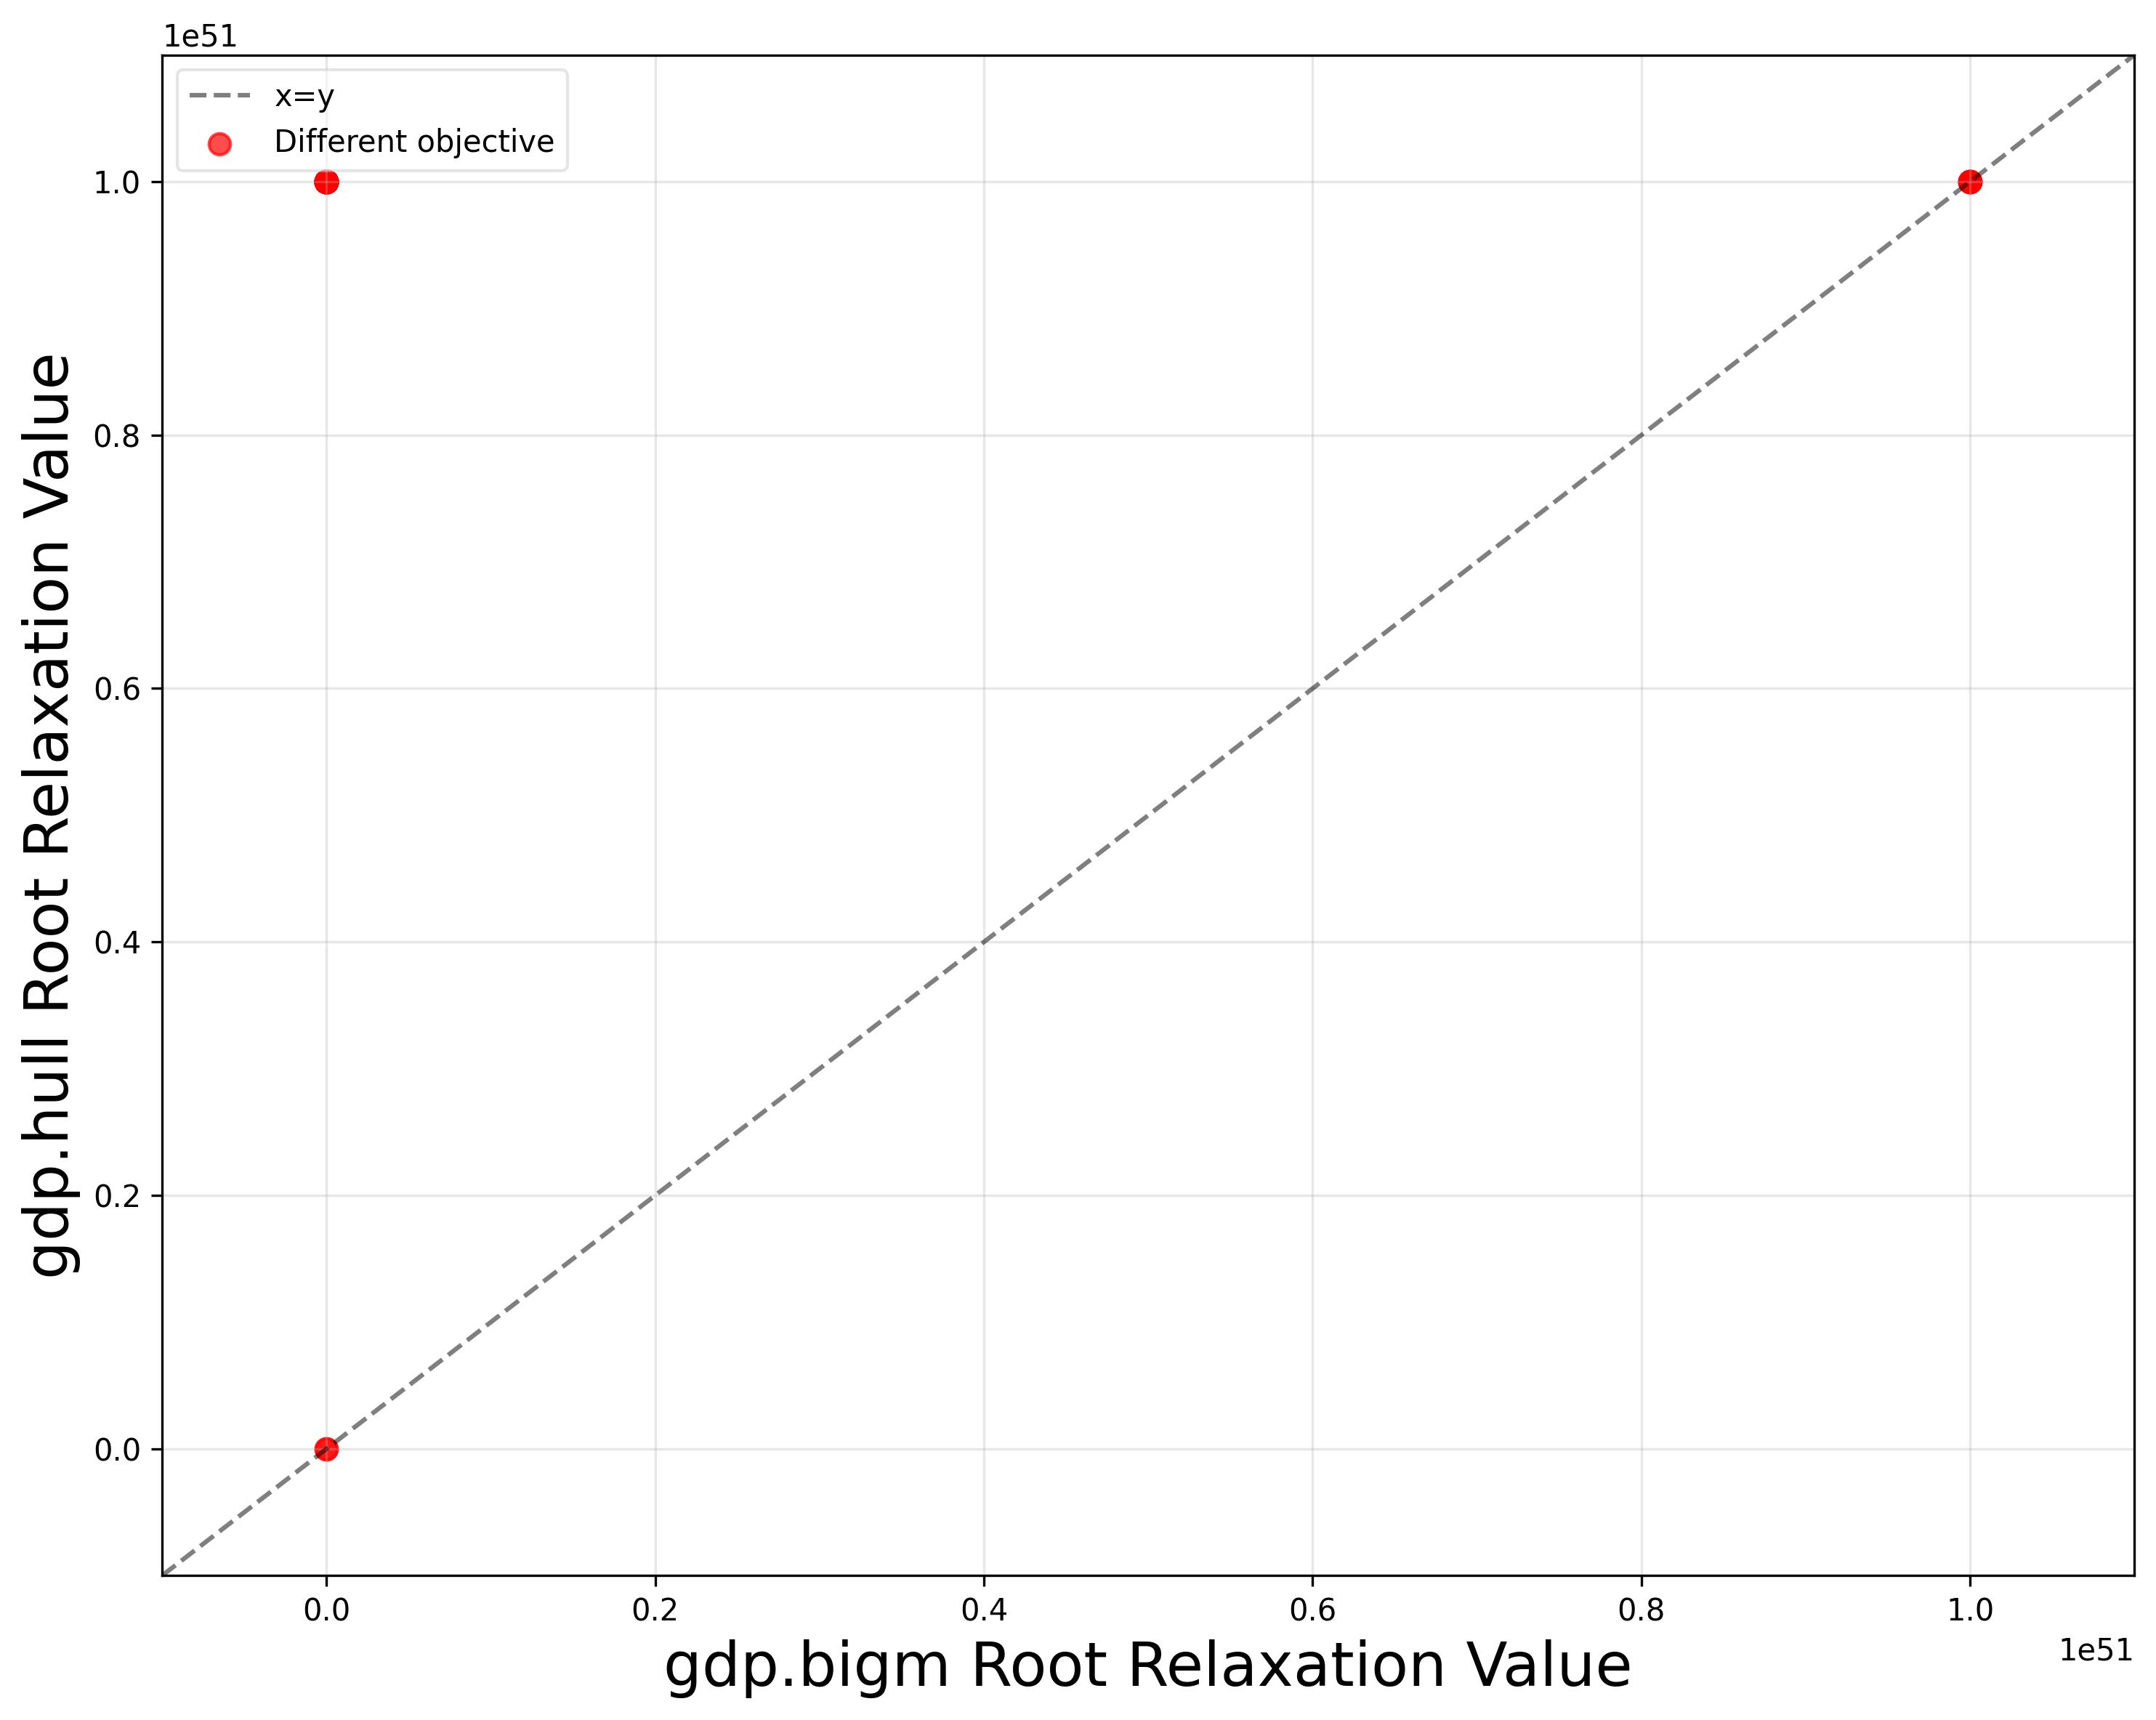 1e51
x=y
Different objective
1.0
0.8
0.6
0.4
0.2
0.0
gdp.hull Root Relaxation Value
0.0 0.2 0.4 0.6 0.8 1.0
1e51
gdp.bigm Root Relaxation Value